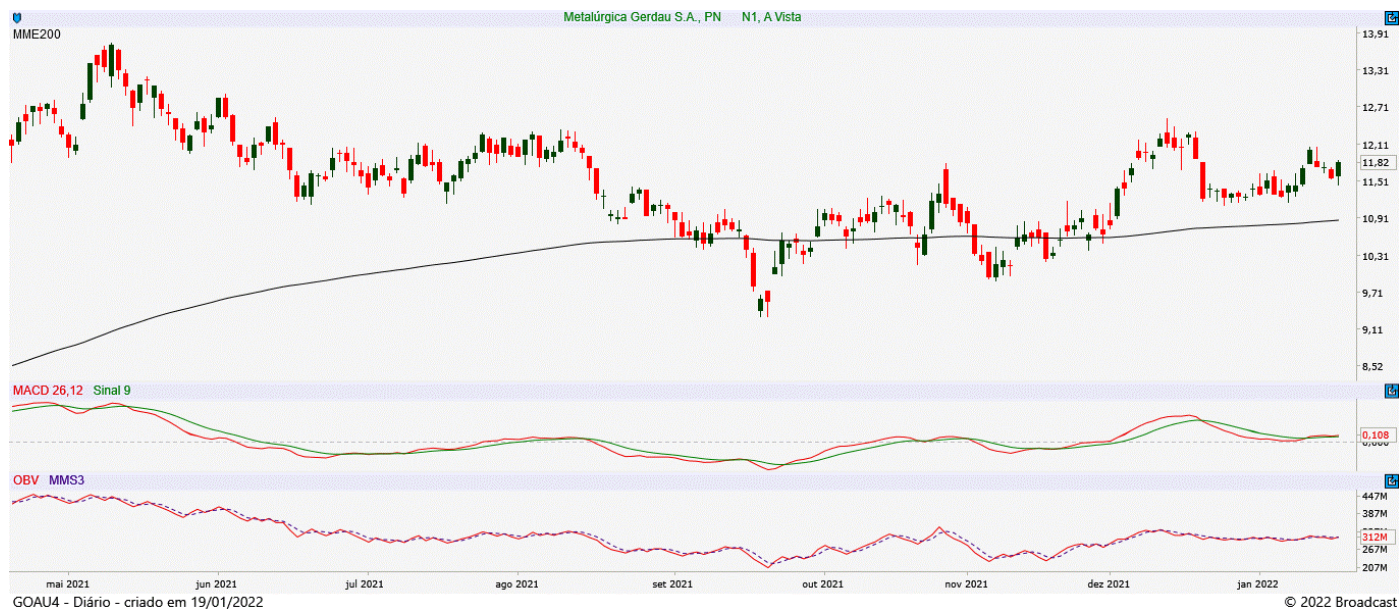 Metalúrgica Gerdau S.A., PN N1, A Vista
MME200
13,91
13,31
12,71
12,11
11,82
11,51
10,91
10,31
9,71
9,11
8,52
MACD 26,12 Sinal 9
0,108
OBV MMS3
447M
387M
312M
267M
207M
mai 2021 jun 2021 jul 2021 ago 2021 set 2021 out 2021 nov 2021 dez 2021 jan 2022
GOAU4 - Diário - criado em 19/01/2022 © 2022 Broadcast